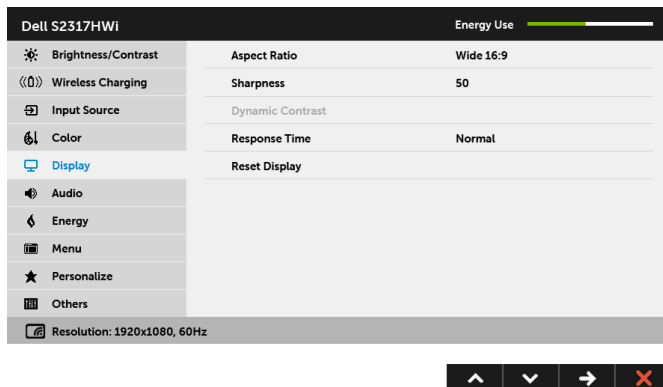 Dell S2317HWi Energy Use
Brightness/Contrast Aspect Ratio Wide 16:9
Wireless Charging Sharpness 50
Input Source Dynamic Contrast
Color Response Time Normal
Display Reset Display
Audio
Energy
Menu
Personalize
Others
Resolution: 1920x1080, 60Hz